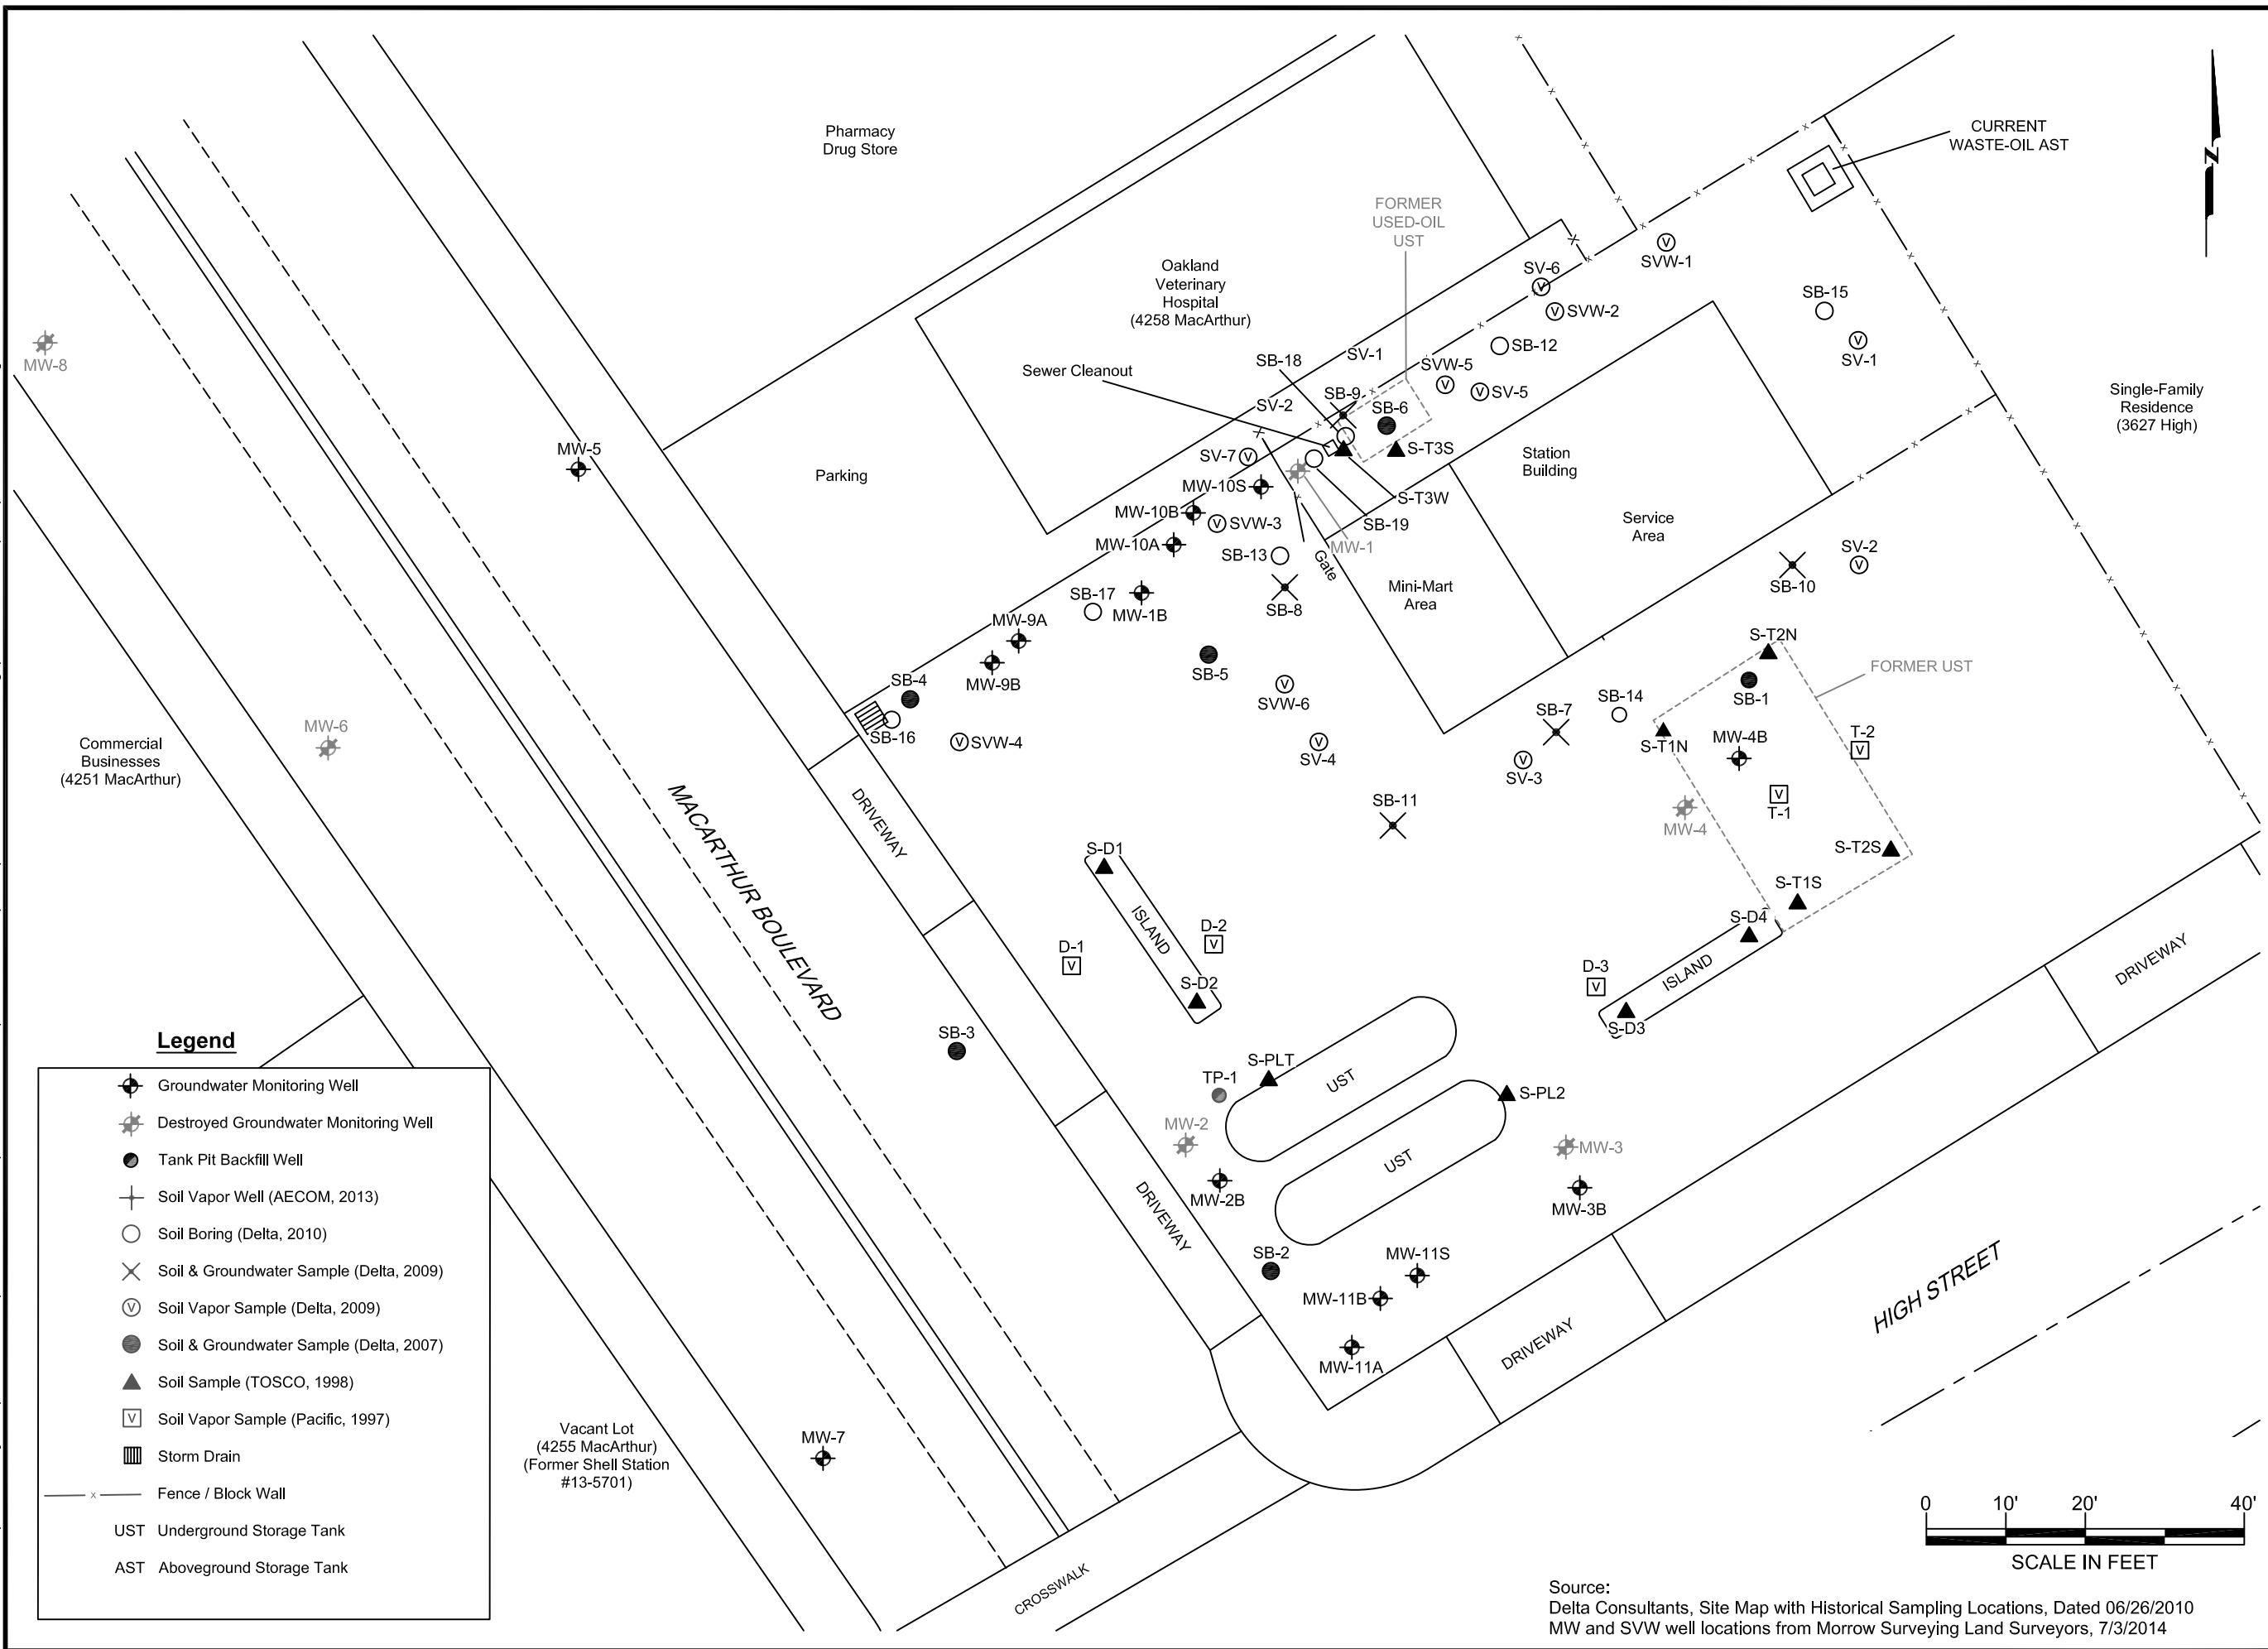 Pharmacy
Drug Store
CURRENT
WASTE-OIL AST
N
FORMER
USED-OIL
UST
SVW-1
Oakland
Veterinary
Hospital
(4258 MacArthur)
SV-6
SVW-2
SB-15
SV-1
SB-12
MW-8
Sewer Cleanout
SB-18
SV-1
SVW-5
SV-5
Single-Family
Residence
(3627 High)
SV-2
SB-9
SB-6
MW-5
Parking
SV-7
S-T3S
Station
Building
MW-10S
S-T3W
MW-10B
SVW-3
SB-19
Service
Area
MW-10A
SB-13
MW-1
Gate
SV-2
SB-10
Mini-Mart
Area
SB-17
MW-1B
SB-8
MW-9A
S-T2N
FORMER UST
SB-5
MW-9B
SB-4
SVW-6
SB-1
SB-14
SB-7
MW-6
SB-16
SVW-4
SV-4
S-T1N
MW-4B
T-2
Commercial
Businesses
(4251 MacArthur)
SV-3
DRIVEWAY
MACARTHUR BOULEVARD
SB-11
T-1
MW-4
S-D1
S-T2S
S-T1S
ISLAND
S-D4
D-2
D-1
DRIVEWAY
D-3
ISLAND
S-D2
S-D3
SB-3
S-PLT
UST
TP-1
S-PL2
MW-2
MW-3
UST
MW-2B
MW-3B
DRIVEWAY
SB-2
MW-11S
HIGH STREET
MW-11B
DRIVEWAY
MW-11A
Vacant Lot
(4255 MacArthur)
(Former Shell Station
#13-5701)
MW-7
CROSSWALK
Legend
Groundwater Monitoring Well
Destroyed Groundwater Monitoring Well
Tank Pit Backfill Well
Soil Vapor Well (AECOM, 2013)
Soil Boring (Delta, 2010)
Soil & Groundwater Sample (Delta, 2009)
V Soil Vapor Sample (Delta, 2009)
Soil & Groundwater Sample (Delta, 2007)
Soil Sample (TOSCO, 1998)
V Soil Vapor Sample (Pacific, 1997)
Storm Drain
x Fence / Block Wall
UST Underground Storage Tank
AST Aboveground Storage Tank
0 10' 20' 40'
SCALE IN FEET
Source:
Delta Consultants, Site Map with Historical Sampling Locations, Dated 06/26/2010
MW and SVW well locations from Morrow Surveying Land Surveyors, 7/3/2014